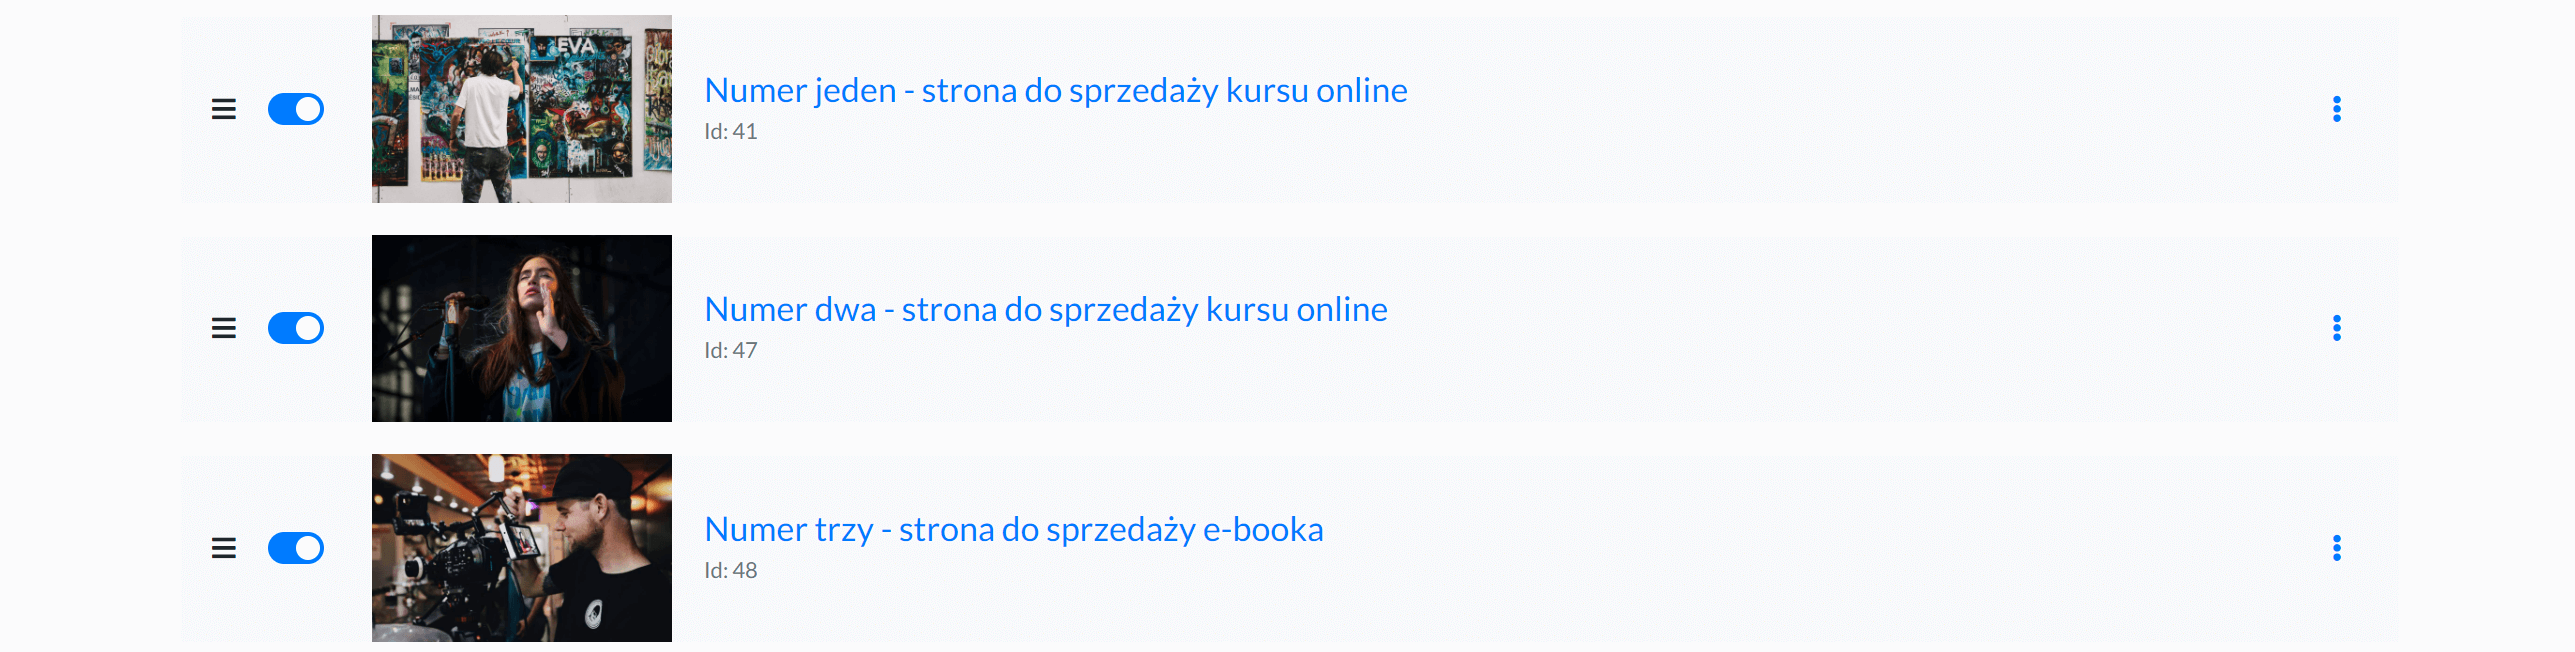 EVA
Numer jeden - strona do sprzedaży kursu online
Id: 41
Numer dwa - strona do sprzedaży kursu online
Id: 47
Numer trzy - strona do sprzedaży e-booka
Id: 48